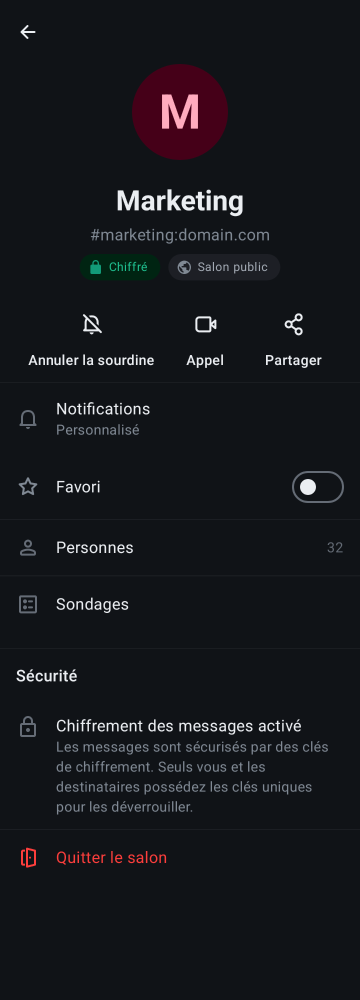 M
Marketing
#marketing:domain.com
Chiffré
Salon public
Annuler la sourdine
Appel
Partager
Notifications
Personnalisé
Favori
Personnes
32
Sondages
Sécurité
Chiffrement des messages activé
Les messages sont sécurisés par des clés
de chiffrement. Seuls vous et les
destinataires possédez les clés uniques
pour les déverrouiller.
Quitter le salon